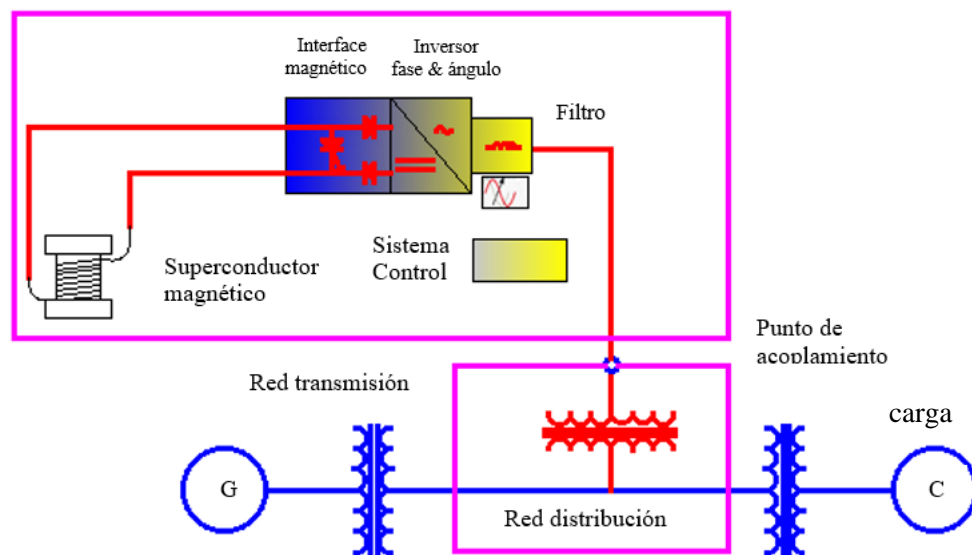 Interface
magnético
Inversor
fase & ángulo
Filtro
Sistema
Control
Superconductor
magnético
Punto de
acoplamiento
Red transmisión
carga
G
C
Red distribución